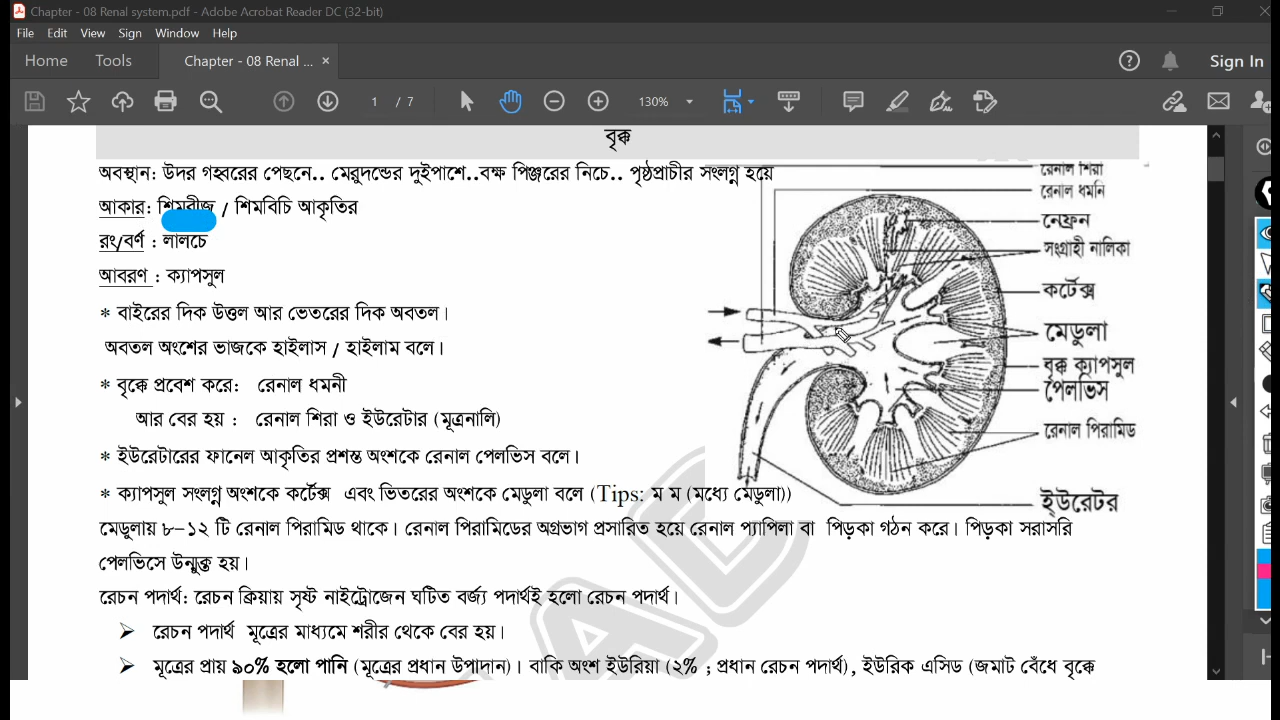 Chapter - 08 Renal system.pdf - Adobe Acrobat Reader DC (32-bit)
File Edit View Sign Window Help
Home Tools Chapter - 08 Renal ... × Sign In
1 / 7 130%
বৃক্ক
অবস্থান: উদর গহ্বরের পেছনে.. মেরুদন্ডের দুইপাশে..বক্ষ পিঞ্জরের নিচে.. পৃষ্ঠপ্রাচীর সংলগ্ন হয়ে
আকার: শিমবীজ / শিমবিচি আকৃতির
রং/বর্ণ : লালচে
আবরণ : ক্যাপসুল
* বাইরের দিক উত্তল আর ভেতরের দিক অবতল।
অবতল অংশের ভাজকে হাইলাস / হাইলাম বলে।
* বৃক্কে প্রবেশ করে: রেনাল ধমনী
আর বের হয় : রেনাল শিরা ও ইউরেটার (মূত্রনালি)
* ইউরেটারের ফানেল আকৃতির প্রশস্ত অংশকে রেনাল পেলভিস বলে।
রেনাল শিরা
রেনাল ধমনি
নেফ্রন
সংগ্রাহী নালিকা
কর্টেক্স
মেডুলা
বৃক্ক ক্যাপসুল
পেলভিস
রেনাল পিরামিড
ইউরেটর
* ক্যাপসুল সংলগ্ন অংশকে কর্টেক্স এবং ভিতরের অংশকে মেডুলা বলে (Tips: ম ম (মধ্যে মেডুলা))
মেডুলায় ৮-১২ টি রেনাল পিরামিড থাকে। রেনাল পিরামিডের অগ্রভাগ প্রসারিত হয়ে রেনাল প্যাপিলা বা পিড়কা গঠন করে। পিড়কা সরাসরি
পেলভিসে উন্মুক্ত হয়।
রেচন পদার্থ: রেচন ক্রিয়ায় সৃষ্ট নাইট্রোজেন ঘটিত বর্জ্য পদার্থই হলো রেচন পদার্থ।
➢ রেচন পদার্থ মূত্রের মাধ্যমে শরীর থেকে বের হয়।
➢ মূত্রের প্রায় ৯০% হলো পানি (মূত্রের প্রধান উপাদান)। বাকি অংশ ইউরিয়া (২% ; প্রধান রেচন পদার্থ), ইউরিক এসিড (জমাট বেঁধে বৃক্কে